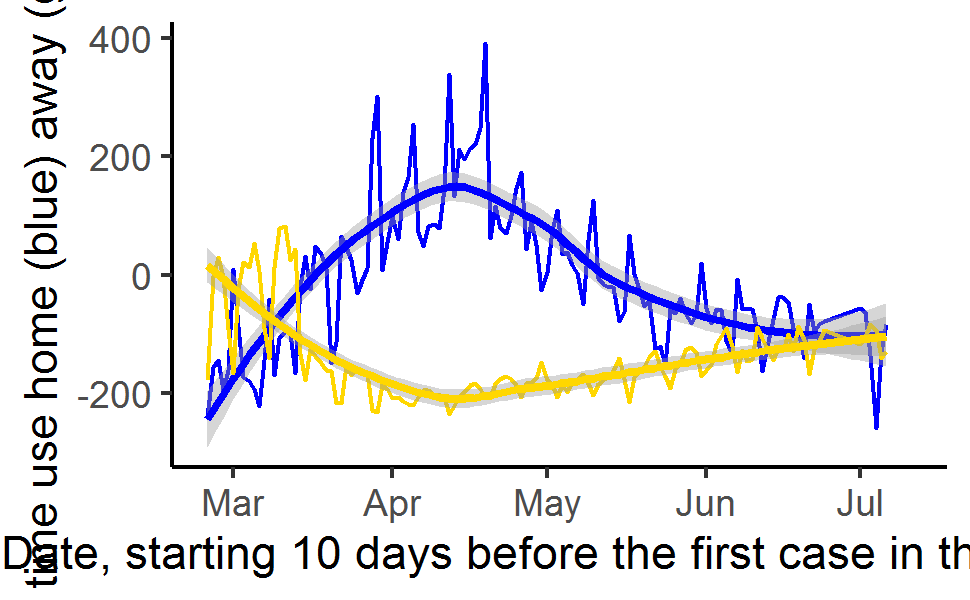 time use home (blue) away (
400
200
0
-200
Mar Apr May Jun Jul
Date, starting 10 days before the first case in th